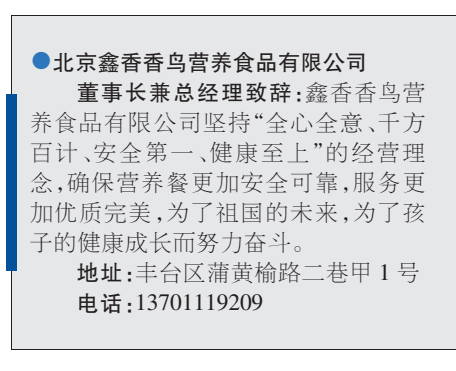 ●北京鑫香香鸟营养食品有限公司
董事长兼总经理致辞:鑫香香鸟营
养食品有限公司坚持“全心全意、千方
百计、安全第一、健康至上”的经营理
念,确保营养餐更加安全可靠,服务更
加优质完美,为了祖国的未来,为了孩
子的健康成长而努力奋斗。
地址:丰台区蒲黄榆路二巷甲 1 号
电话:13701119209